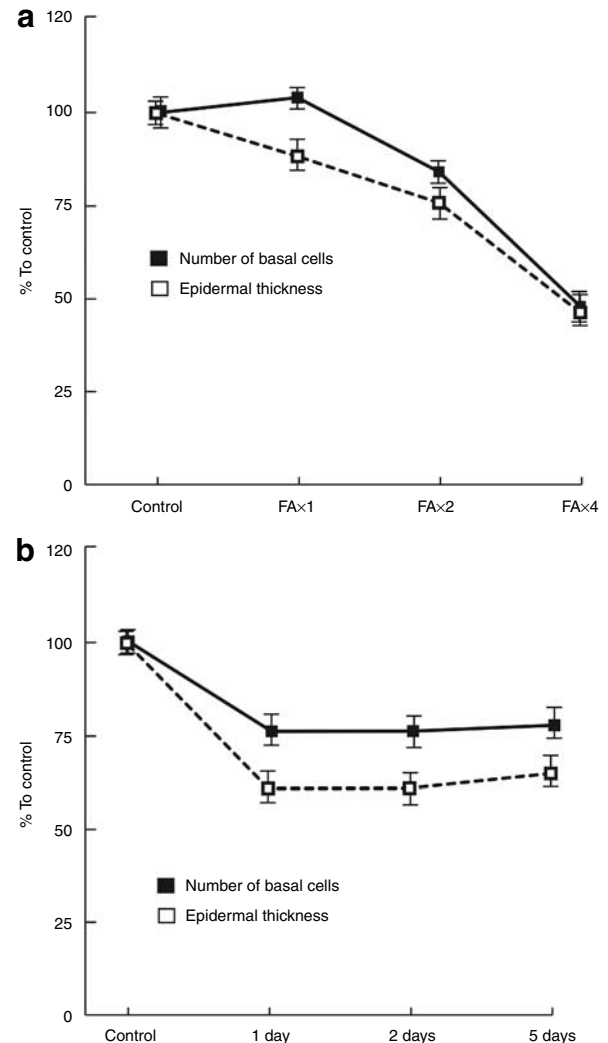 a
120
100
% To control
75
Number of basal cells
50
Epidermal thickness
25
0
Control FA×1 FA×2 FA×4
b
120
100
% To control
75
50
Number of basal cells
Epidermal thickness
25
0
Control 1 day 2 days 5 days